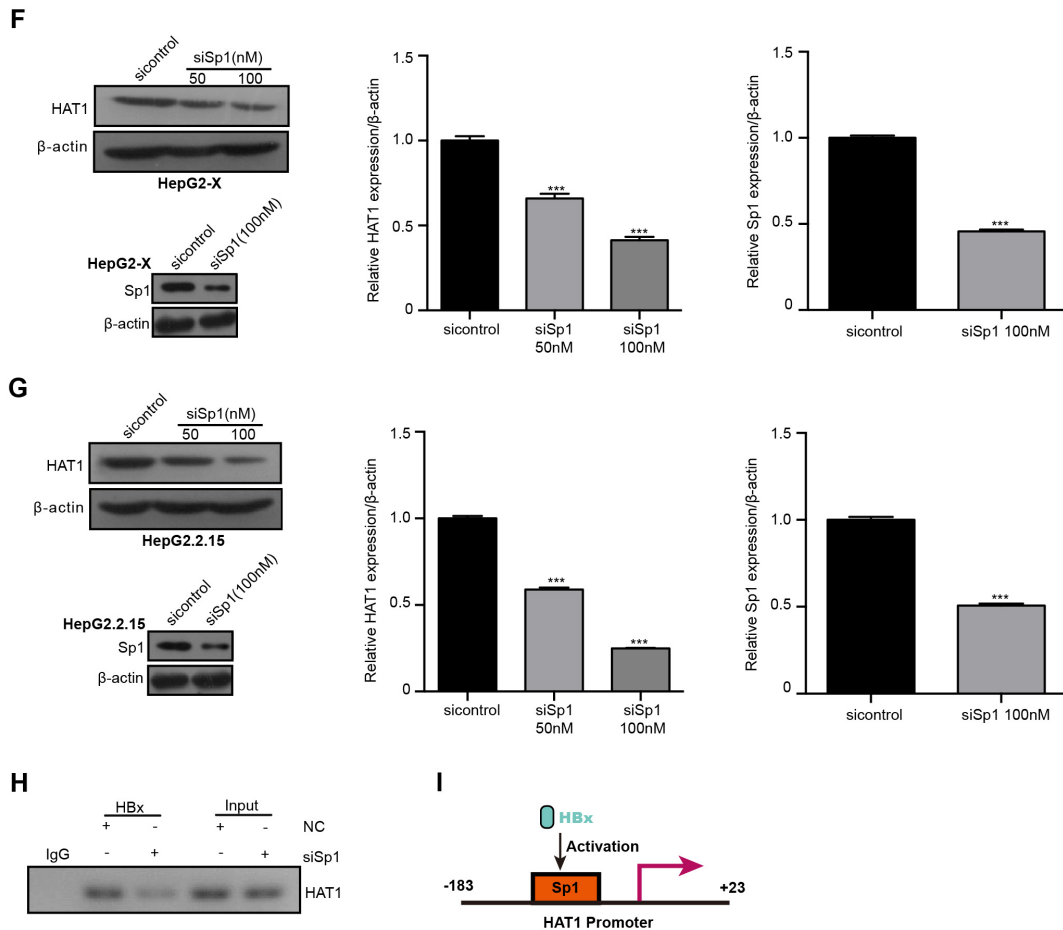 F
sicontrol
siSp1(nM)
50 100
HAT1
β-actin
HepG2-X
sicontrol
siSp1(100nM)
HepG2-X
Sp1
β-actin
Relative HAT1 expression/β-actin
1.5
1.0
0.5
0
***
***
sicontrol
siSp1
50nM
siSp1
100nM
Relative Sp1 expression/β-actin
1.5
1.0
0.5
0
***
sicontrol
siSp1 100nM
G
sicontrol
siSp1(nM)
50 100
HAT1
β-actin
HepG2.2.15
sicontrol
siSp1(100nM)
HepG2.2.15
Sp1
β-actin
Relative HAT1 expression/β-actin
1.5
1.0
0.5
0
***
***
sicontrol
siSp1
50nM
siSp1
100nM
Relative Sp1 expression/β-actin
1.5
1.0
0.5
0
***
sicontrol
siSp1 100nM
H
HBx Input
+ - + - NC
IgG - + - + siSp1
HAT1
I
HBx
Activation
-183 Sp1 +23
HAT1 Promoter